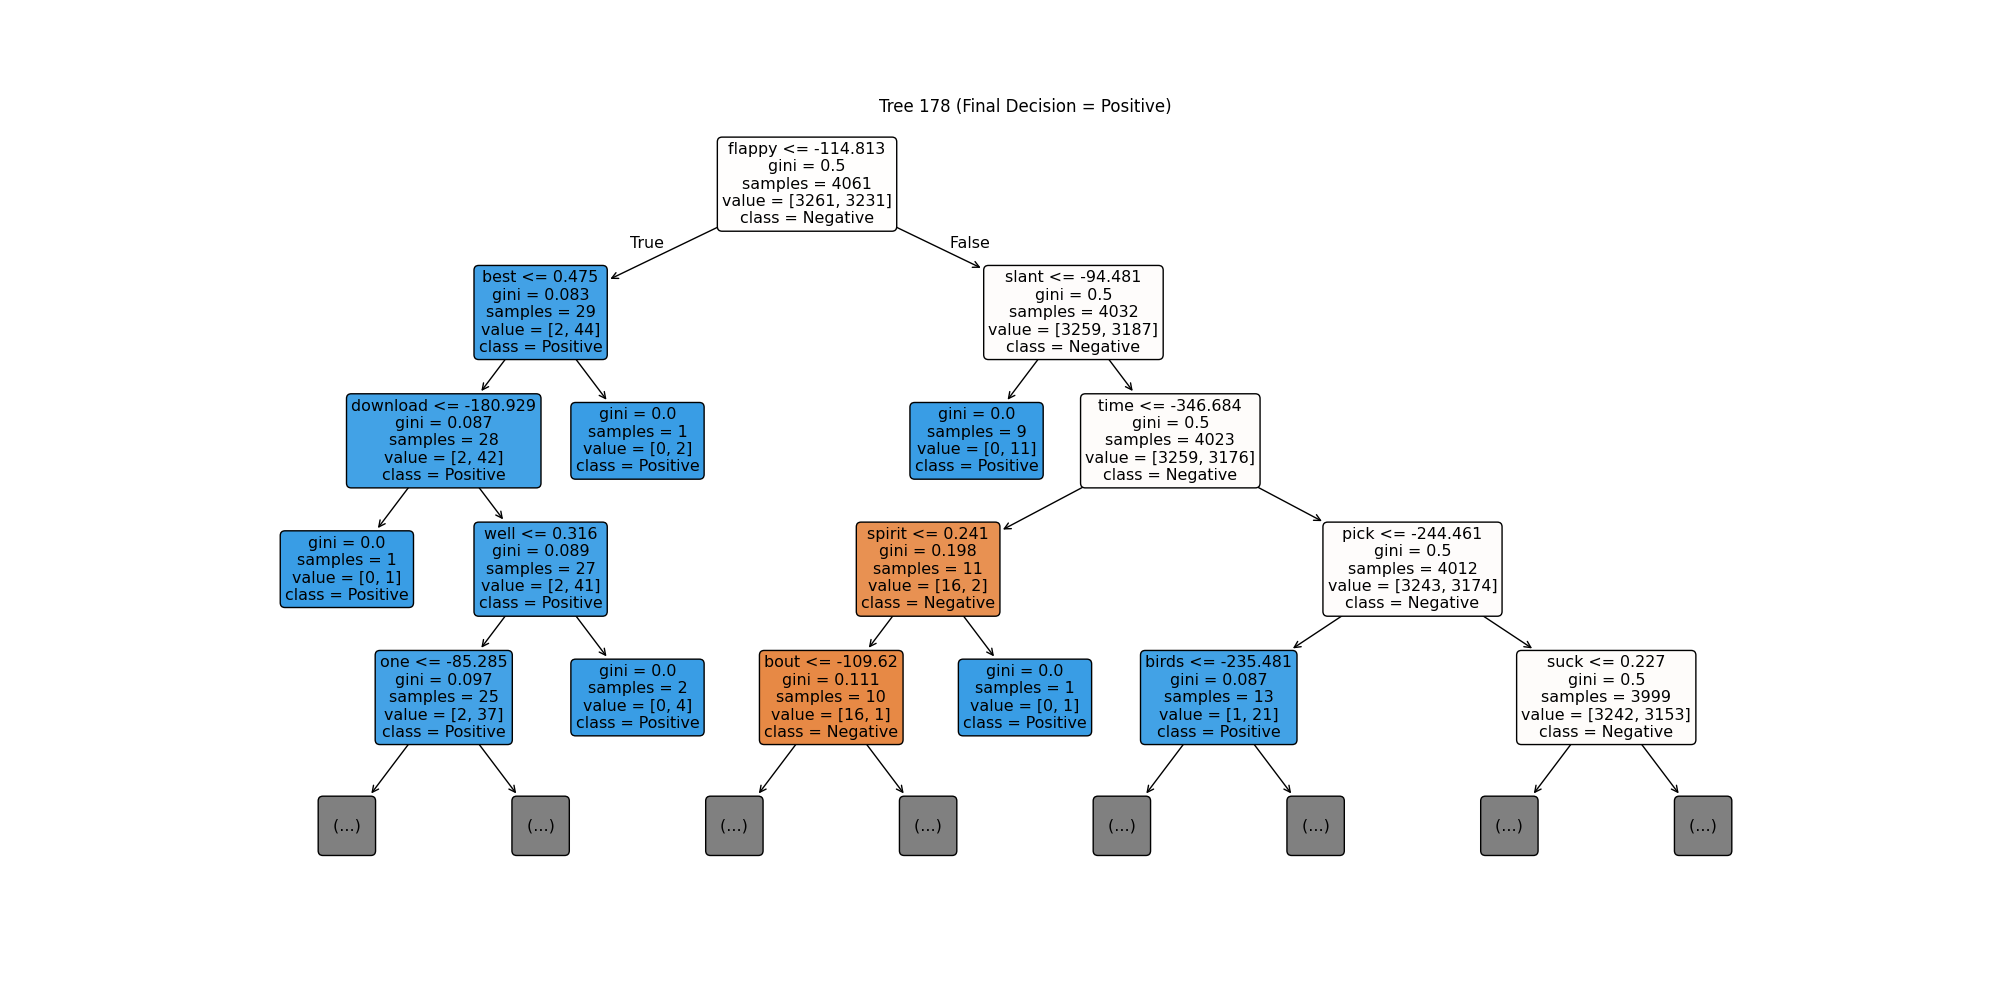 Tree 178 (Final Decision = Positive)
flappy <= -114.813
gini = 0.5
samples = 4061
value = [3261, 3231]
class = Negative
True
False
best <= 0.475
gini = 0.083
samples = 29
value = [2, 44]
class = Positive
slant <= -94.481
gini = 0.5
samples = 4032
value = [3259, 3187]
class = Negative
download <= -180.929
gini = 0.087
samples = 28
value = [2, 42]
class = Positive
gini = 0.0
samples = 1
value = [0, 2]
class = Positive
gini = 0.0
samples = 9
value = [0, 11]
class = Positive
time <= -346.684
gini = 0.5
samples = 4023
value = [3259, 3176]
class = Negative
gini = 0.0
samples = 1
value = [0, 1]
class = Positive
well <= 0.316
gini = 0.089
samples = 27
value = [2, 41]
class = Positive
spirit <= 0.241
gini = 0.198
samples = 11
value = [16, 2]
class = Negative
pick <= -244.461
gini = 0.5
samples = 4012
value = [3243, 3174]
class = Negative
one <= -85.285
gini = 0.097
samples = 25
value = [2, 37]
class = Positive
gini = 0.0
samples = 2
value = [0, 4]
class = Positive
bout <= -109.62
gini = 0.111
samples = 10
value = [16, 1]
class = Negative
gini = 0.0
samples = 1
value = [0, 1]
class = Positive
birds <= -235.481
gini = 0.087
samples = 13
value = [1, 21]
class = Positive
suck <= 0.227
gini = 0.5
samples = 3999
value = [3242, 3153]
class = Negative
(...)
(...)
(...)
(...)
(...)
(...)
(...)
(...)